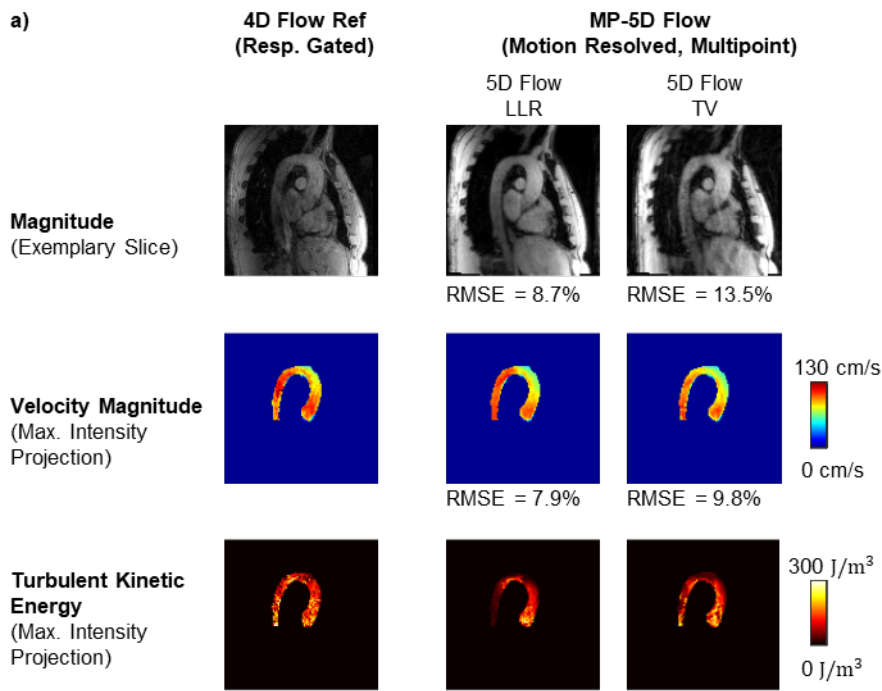 a)
4D Flow Ref
(Resp. Gated)
MP-5D Flow
(Motion Resolved, Multipoint)
5D Flow
LLR
5D Flow
TV
Magnitude
(Exemplary Slice)
RMSE = 8.7%
RMSE = 13.5%
Velocity Magnitude
(Max. Intensity
Projection)
130 cm/s
0 cm/s
RMSE = 7.9%
RMSE = 9.8%
Turbulent Kinetic
Energy
(Max. Intensity
Projection)
300 J/m³
0 J/m³